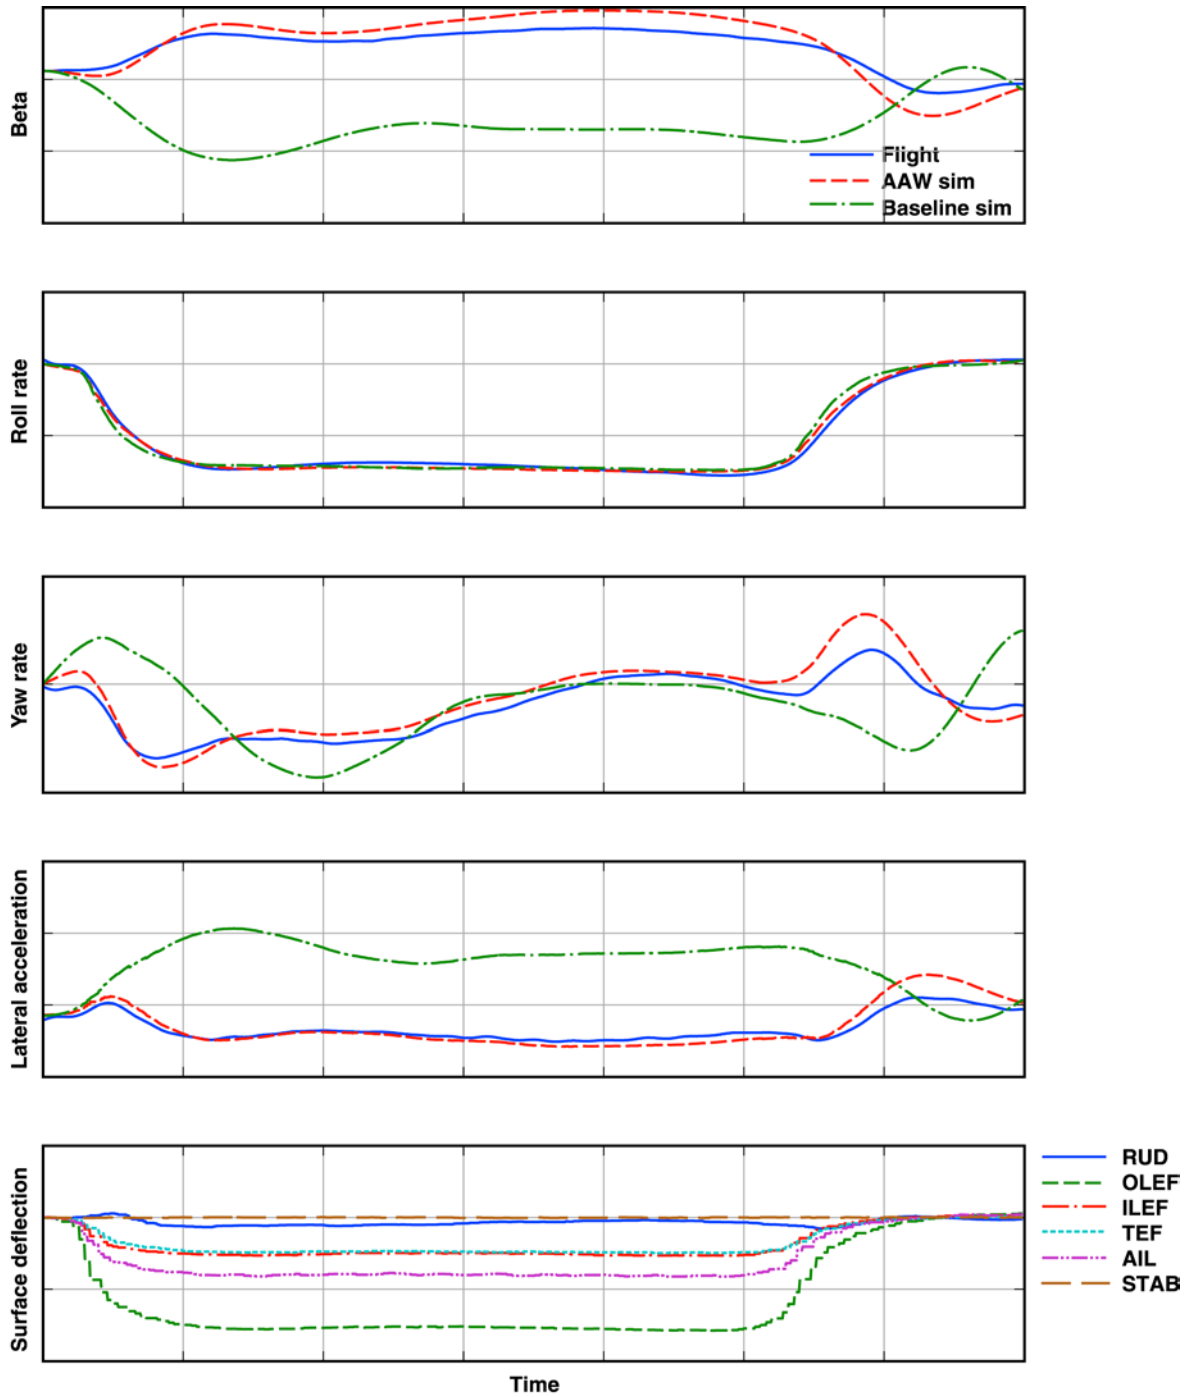 Beta
Flight
AAW sim
Baseline sim
Roll rate
Yaw rate
Lateral acceleration
Surface deflection
RUD
OLEF
ILEF
TEF
AIL
STAB
Time